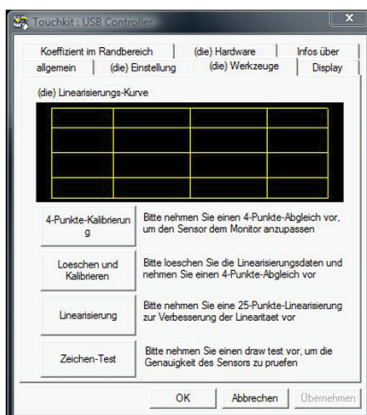 Touchkit : USB Controller
Koeffizient im Randbereich
(die) Hardware
Infos über
allgemein
(die) Einstellung
(die) Werkzeuge
Display
(die) Linearisierungs-Kurve
4-Punkte-Kalibrierun
g
Bitte nehmen Sie einen 4-Punkte-Abgleich vor,
um den Sensor dem Monitor anzupassen
Loeschen und
Kalibrieren
Bitte loeschen Sie die Linearisierungsdaten und
nehmen Sie einen 4-Punkte-Abgleich vor
Linearisierung
Bitte nehmen Sie eine 25-Punkte-Linearisierung
zur Verbesserung der Linearitaet vor
Zeichen-Test
Bitte nehmen Sie einen draw test vor, um die
Genauigkeit des Sensors zu pruefen
OK
Abbrechen
Übernehmen